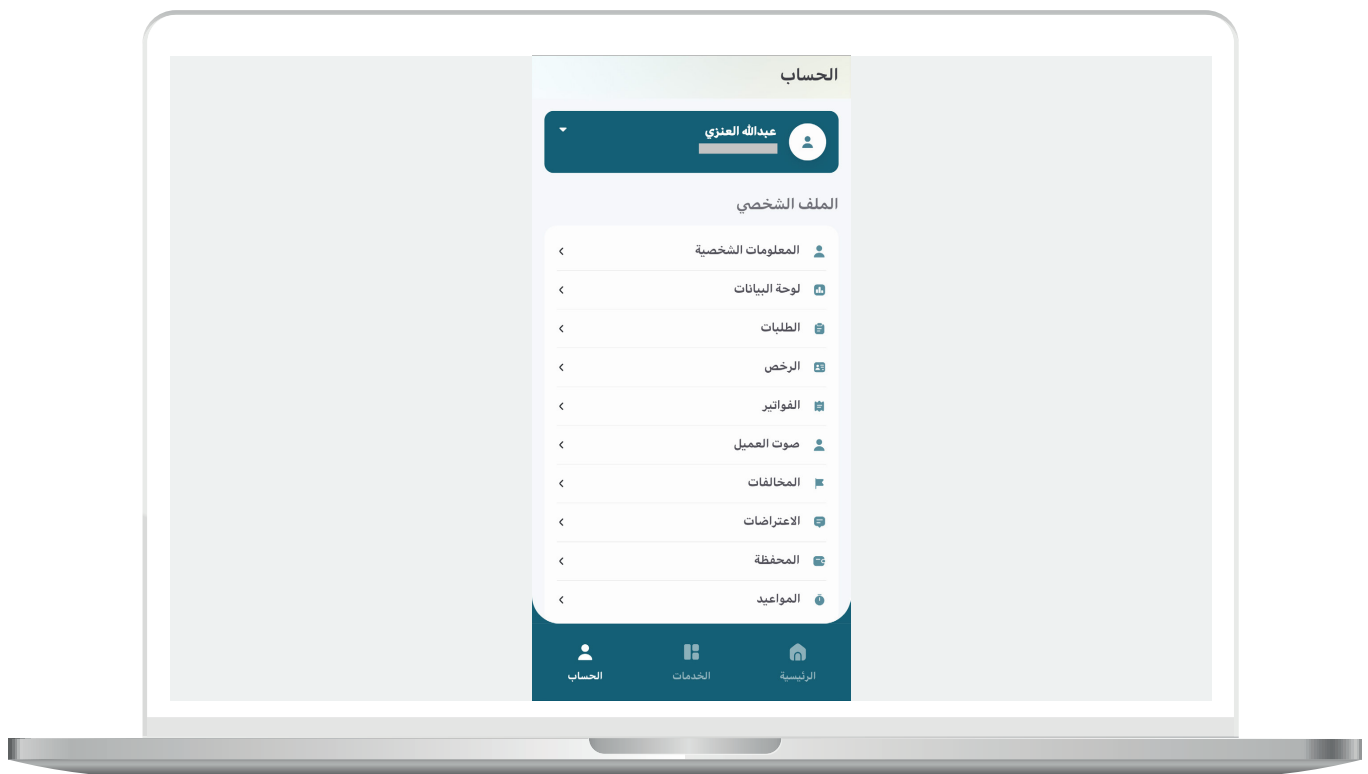 الحساب
عبدالله العنزي
الملف الشخصي
المعلومات الشخصية
لوحة البيانات
الطلبات
الرخص
الفواتير
صوت العميل
المخالفات
الاعتراضات
المحفظة
المواعيد
الرئيسية
الخدمات
الحساب